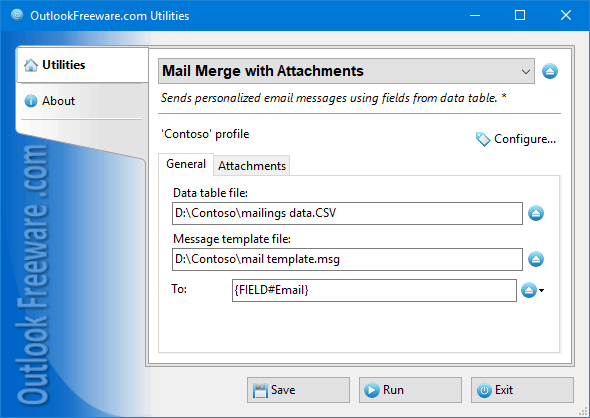 OutlookFreeware.com Utilities
Utilities
About
Outlook Freeware .com
Mail Merge with Attachments
Sends personalized email messages using fields from data table. *
'Contoso' profile
Configure...
General
Attachments
Data table file:
D:\Contoso\mailings data.CSV
Message template file:
D:\Contoso\mail template.msg
To:
{FIELD#Email}
Save
Run
Exit